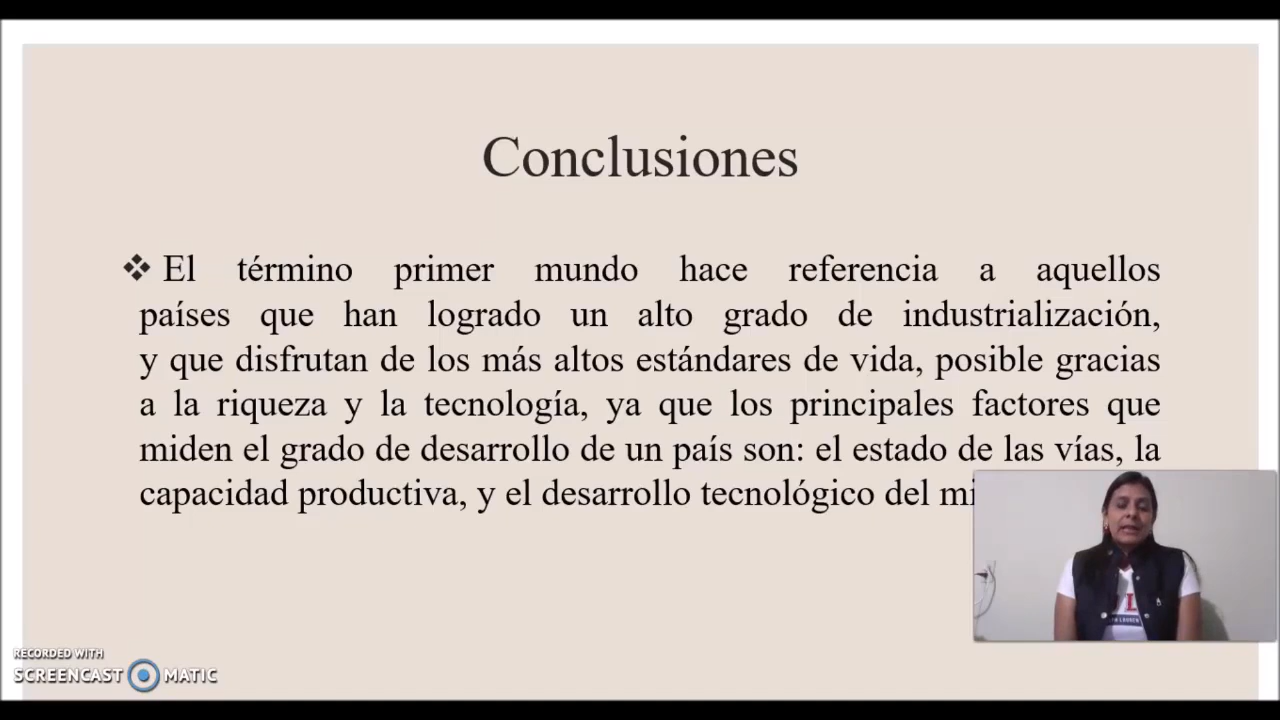 Conclusiones
❖ El término primer mundo hace referencia a aquellos
países que han logrado un alto grado de industrialización,
y que disfrutan de los más altos estándares de vida, posible gracias
a la riqueza y la tecnología, ya que los principales factores que
miden el grado de desarrollo de un país son: el estado de las vías, la
capacidad productiva, y el desarrollo tecnológico del
RECORDED WITH
SCREENCAST MATIC